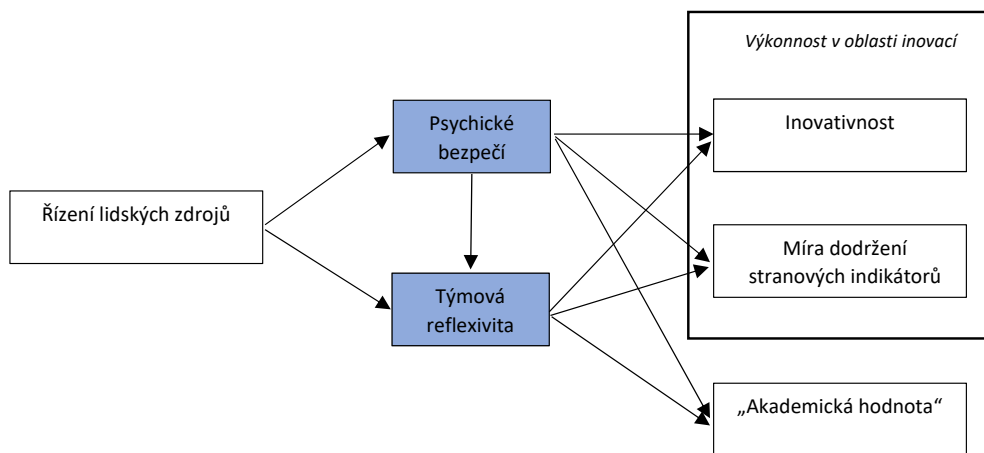 Výkonnost v oblasti inovací
Psychické
bezpečí
Inovativnost
Řízení lidských zdrojů
Týmová
reflexivita
Míra dodržení
stranových indikátorů
„Akademická hodnota“